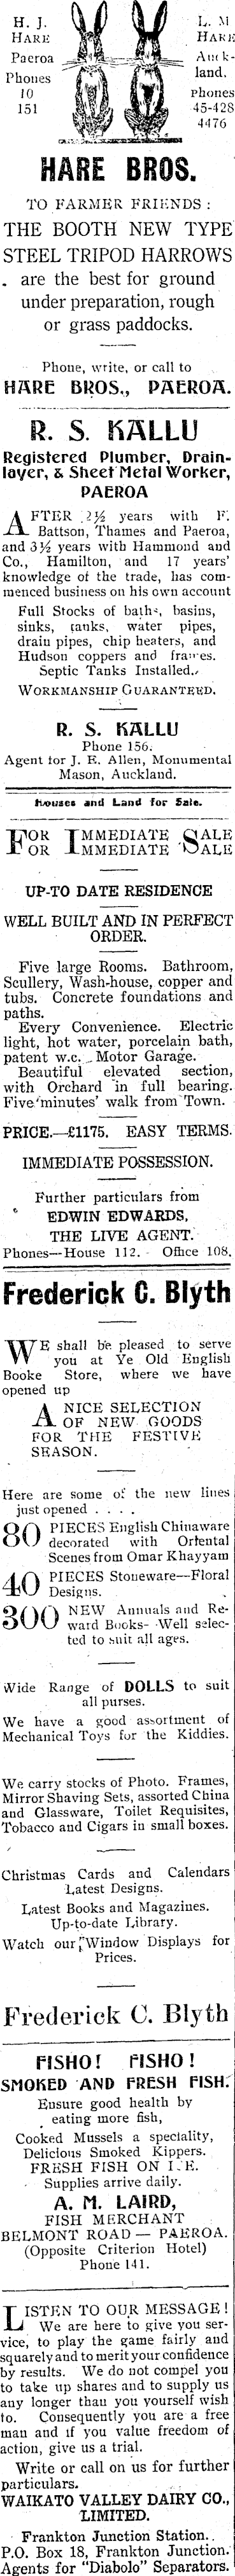 H. J.
HARE
Paeroa
Phones
10
151
L. M
HARE
Auck-
land.
Phones
45-428
4476
HARE BROS.
TO FARMER FRIENDS :
THE BOOTH NEW TYPE
STEEL TRIPOD HARROWS
are the best for ground
under preparation, rough
or grass paddocks.
Phone, write, or call to
HARE BROS., PAEROA.
R. S. KALLU
Registered Plumber, Drain-
layer, & Sheet Metal Worker,
PAEROA
AFTER 2½ years with F.
Battson, Thames and Paeroa,
and 3½ years with Hammond and
Co., Hamilton, and 17 years'
knowledge of the trade, has com-
menced business on his own account
Full Stocks of baths, basins,
sinks, tanks, water pipes,
drain pipes, chip heaters, and
Hudson coppers and frames.
Septic Tanks Installed.
WORKMANSHIP GUARANTEED.
R. S. KALLU
Phone 156.
Agent for J. E. Allen, Monumental
Mason, Auckland.
Houses and Land for Sale.
FOR IMMEDIATE SALE
FOR IMMEDIATE SALE
UP-TO DATE RESIDENCE
WELL BUILT AND IN PERFECT
ORDER.
Five large Rooms. Bathroom,
Scullery, Wash-house, copper and
tubs. Concrete foundations and
paths.
Every Convenience. Electric
light, hot water, porcelain bath,
patent w.c. Motor Garage.
Beautiful elevated section,
with Orchard in full bearing.
Five minutes' walk from Town.
PRICE.—£1175. EASY TERMS.
IMMEDIATE POSSESSION.
Further particulars from
EDWIN EDWARDS,
THE LIVE AGENT.
Phones—House 112. Office 108.
Frederick C. Blyth
WE shall be pleased to serve
you at Ye Old English
Booke Store, where we have
opened up
A NICE SELECTION
OF NEW GOODS
FOR THE FESTIVE
SEASON.
Here are some of the new lines
just opened . . . .
80 PIECES English Chinaware
decorated with Oriental
Scenes from Omar Khayyam
40 PIECES Stoneware—Floral
Designs.
300 NEW Annuals and Re-
ward Books- Well selec-
ted to suit all ages.
Wide Range of DOLLS to suit
all purses.
We have a good assortment of
Mechanical Toys for the Kiddies.
We carry stocks of Photo. Frames,
Mirror Shaving Sets, assorted China
and Glassware, Toilet Requisites,
Tobacco and Cigars in small boxes.
Christmas Cards and Calendars
Latest Designs.
Latest Books and Magazines.
Up-to-date Library.
Watch our Window Displays for
Prices.
Frederick C. Blyth
FISHO! FISHO!
SMOKED AND FRESH FISH.
Ensure good health by
eating more fish,
Cooked Mussels a speciality,
Delicious Smoked Kippers.
FRESH FISH ON ICE.
Supplies arrive daily.
A. M. LAIRD,
FISH MERCHANT
BELMONT ROAD — PAEROA.
(Opposite Criterion Hotel)
Phone 141.
LISTEN TO OUR MESSAGE!
We are here to give you ser-
vice, to play the game fairly and
squarely and to merit your confidence
by results. We do not compel you
to take up shares and to supply us
any longer than you yourself wish
to. Consequently you are a free
man and if you value freedom of
action, give us a trial.
Write or call on us for further
particulars.
WAIKATO VALLEY DAIRY CO.,
LIMITED.
Frankton Junction Station.
P.O. Box 18, Frankton Junction.
Agents for "Diabolo" Separators.